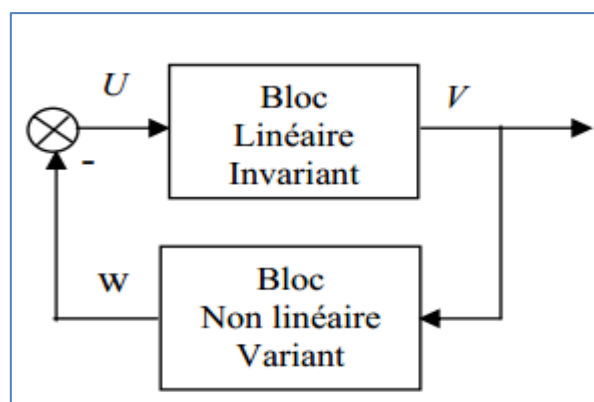 U
Bloc
Linéaire
Invariant
V
-
W
Bloc
Non linéaire
Variant